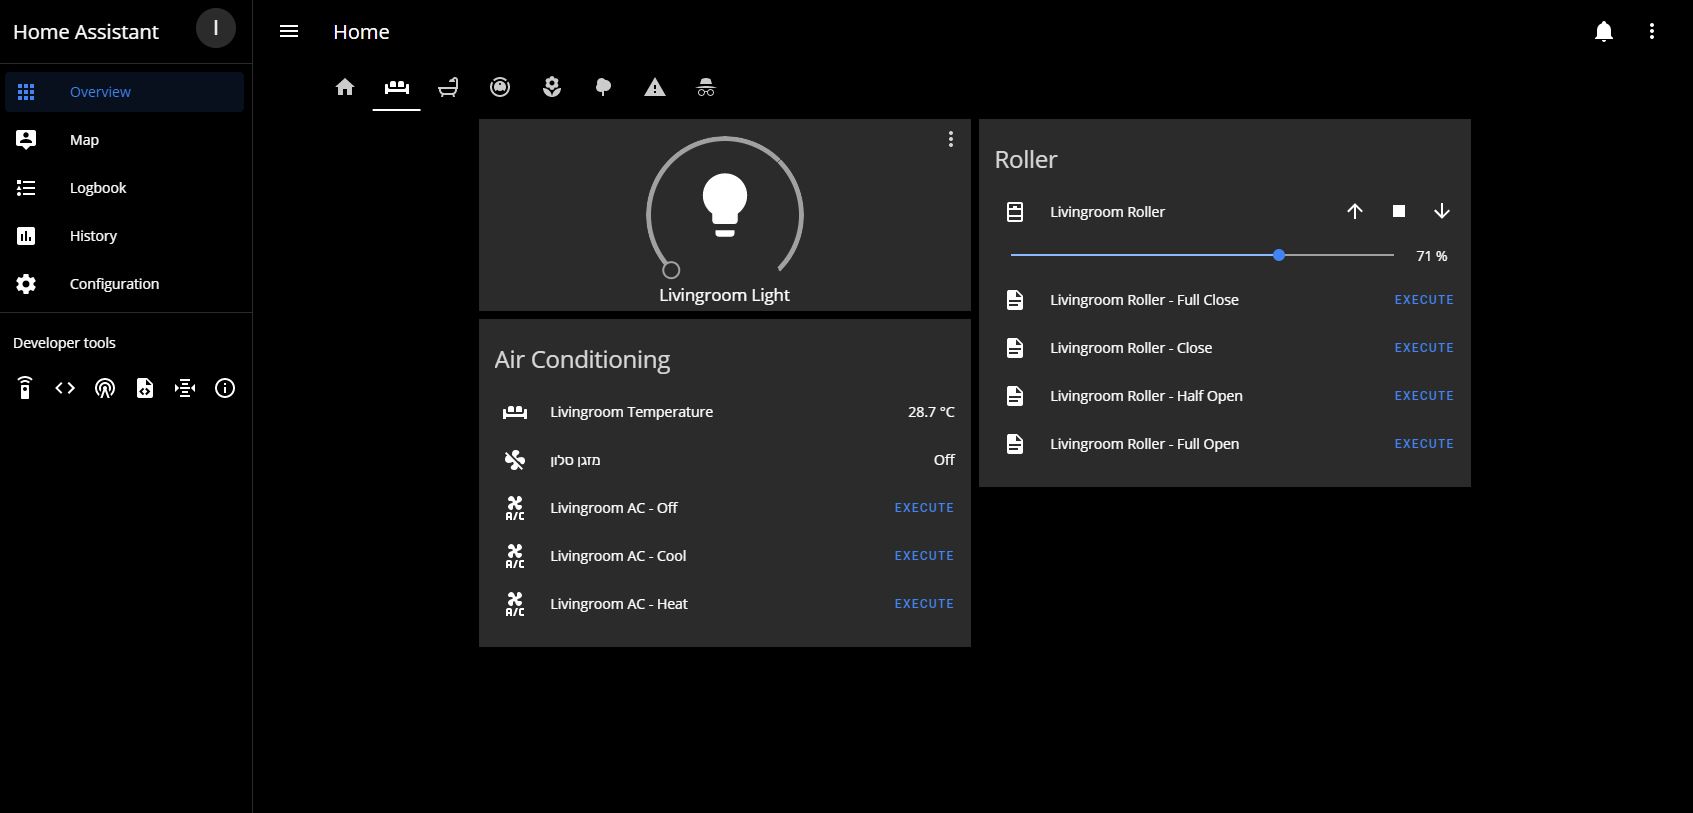 Home Assistant
I
Overview
Map
Logbook
History
Configuration
Developer tools
Home
Livingroom Light
Air Conditioning
Livingroom Temperature 28.7 °C
מזגן סלון Off
A/C Livingroom AC - Off EXECUTE
A/C Livingroom AC - Cool EXECUTE
A/C Livingroom AC - Heat EXECUTE
Roller
Livingroom Roller
71 %
Livingroom Roller - Full Close EXECUTE
Livingroom Roller - Close EXECUTE
Livingroom Roller - Half Open EXECUTE
Livingroom Roller - Full Open EXECUTE